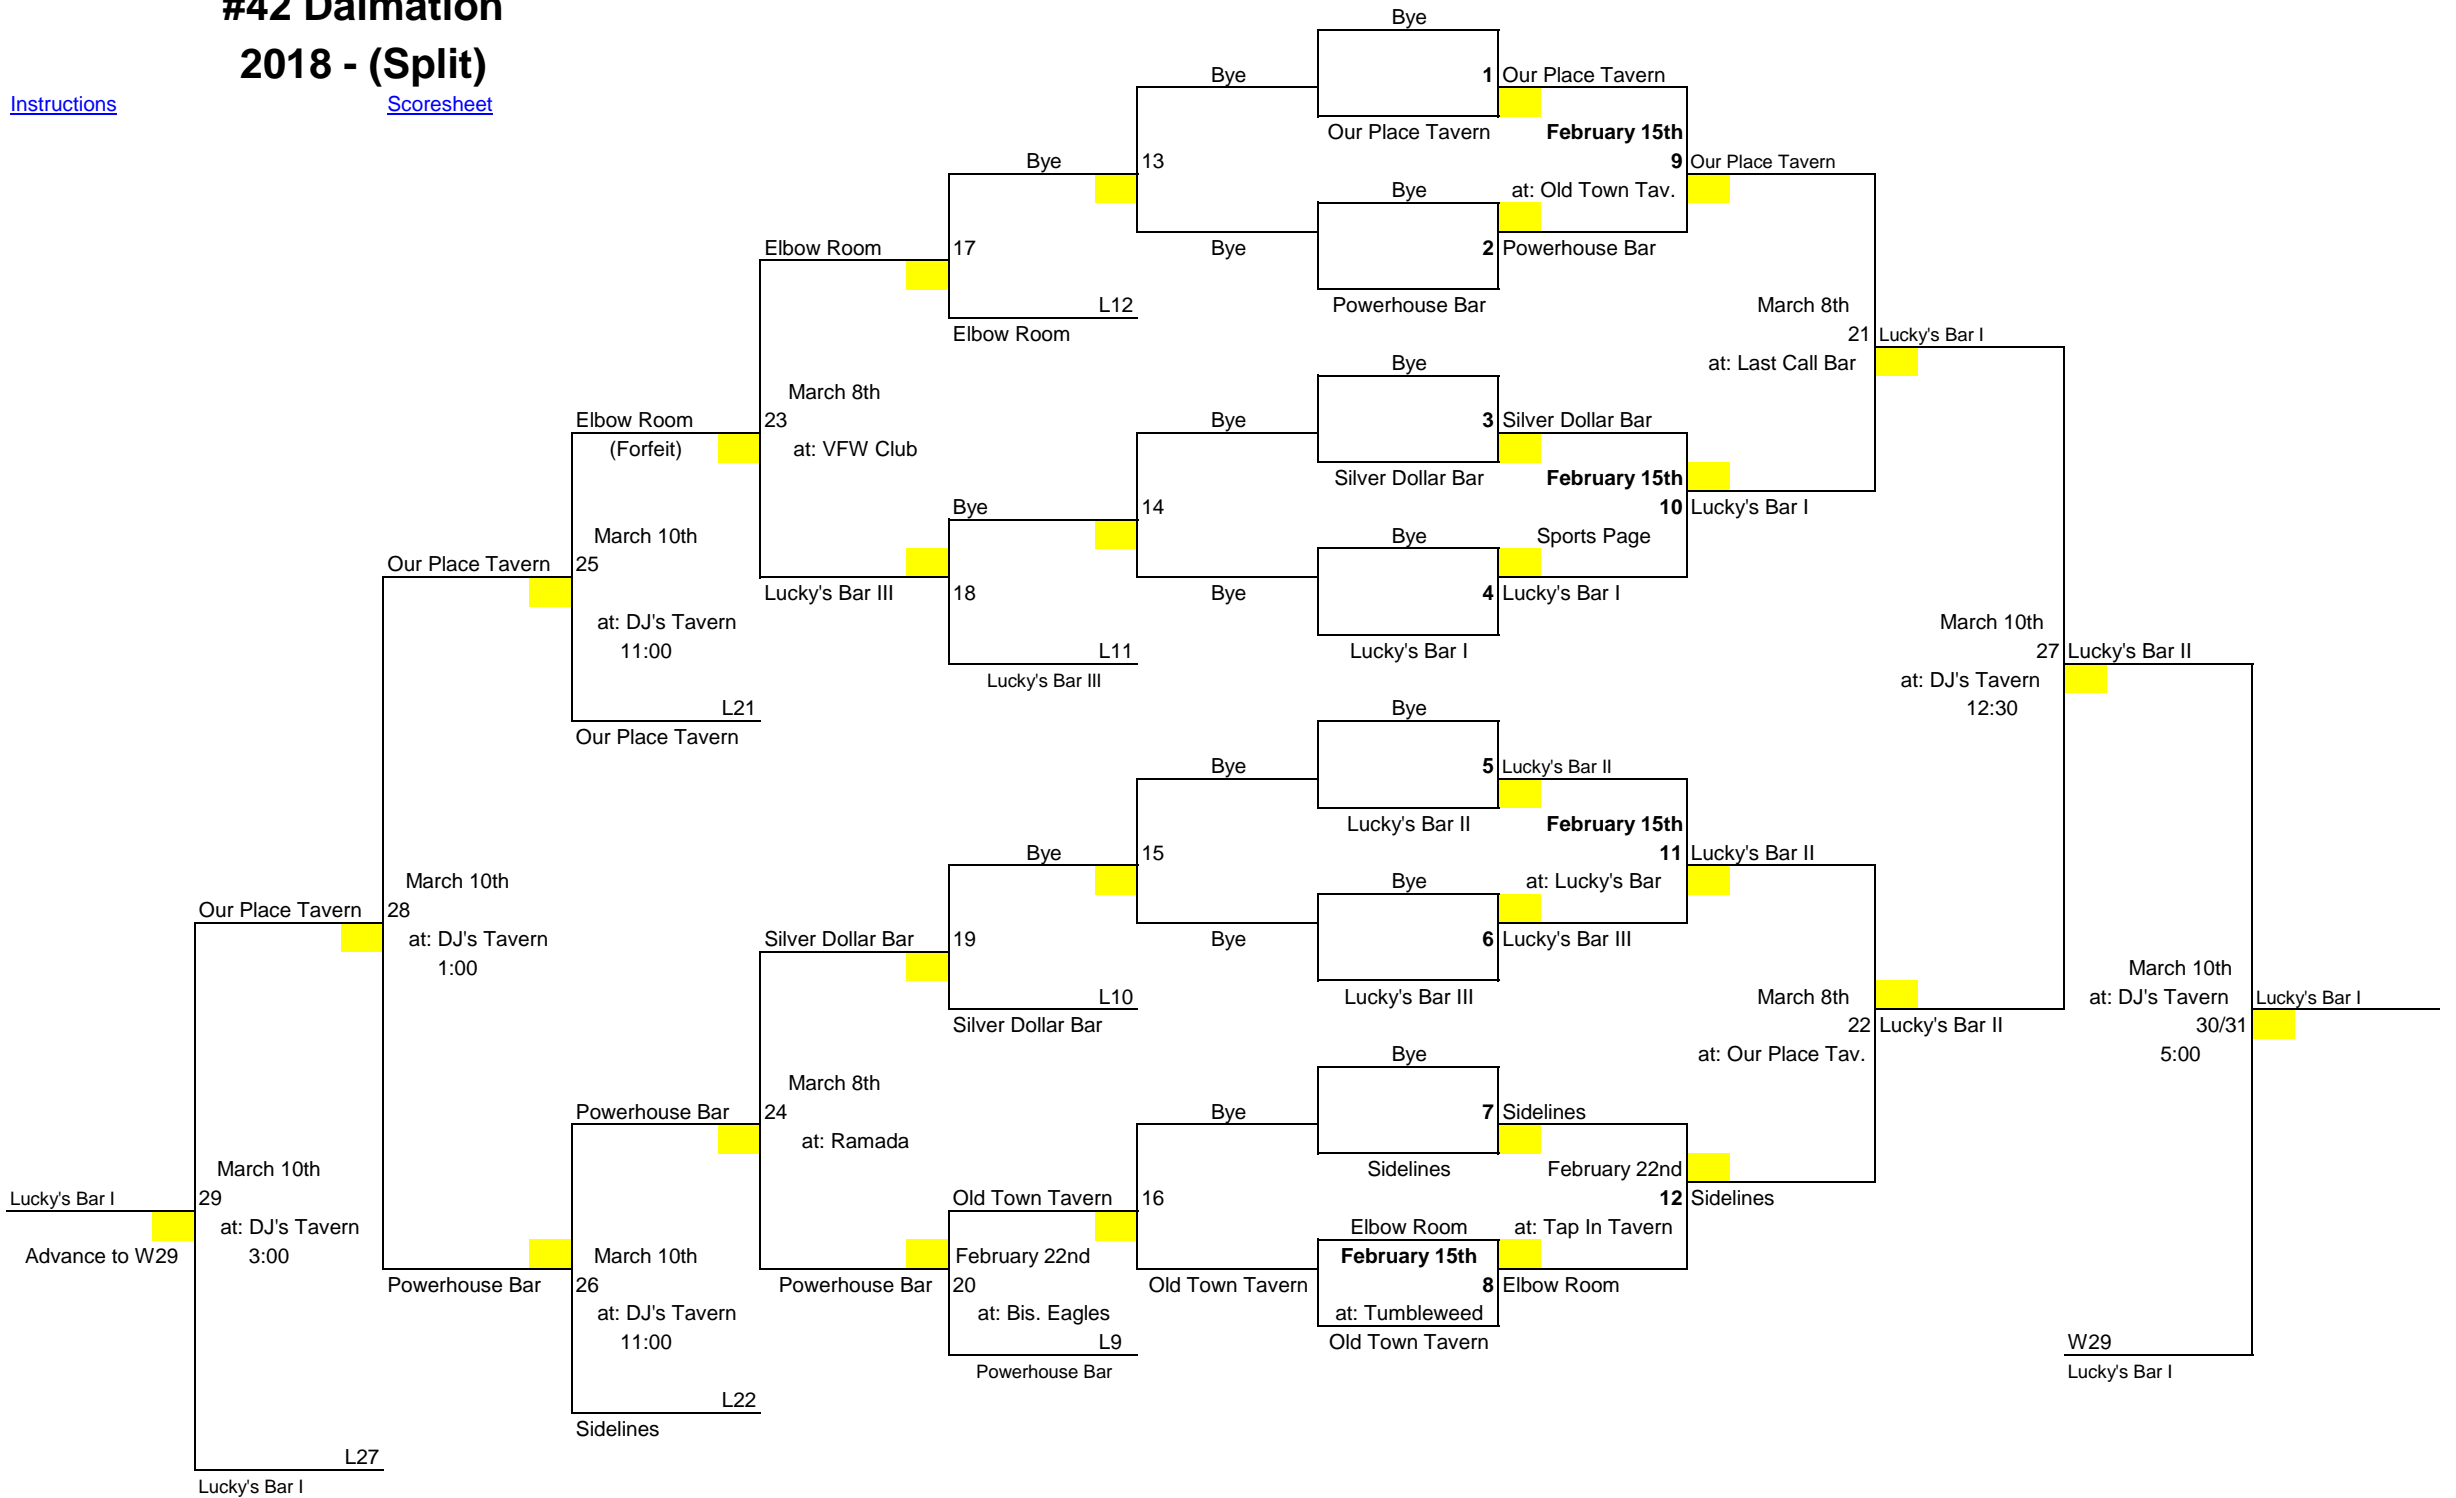 #42 Dalmation
2018 - (Split)
Instructions
Scoresheet
Bye
Bye
1 Our Place Tavern
Our Place Tavern
February 15th
Bye
13
9 Our Place Tavern
Bye
at: Old Town Tav.
Elbow Room
17
Bye
2 Powerhouse Bar
L12
Powerhouse Bar
March 8th
Elbow Room
21 Lucky's Bar I
Bye
at: Last Call Bar
March 8th
Elbow Room
23
Bye
3 Silver Dollar Bar
(Forfeit)
at: VFW Club
Silver Dollar Bar
February 15th
Bye
14
10 Lucky's Bar I
March 10th
Bye
Sports Page
Our Place Tavern
25
Lucky's Bar III
18
Bye
4 Lucky's Bar I
at: DJ's Tavern
March 10th
11:00
L11
Lucky's Bar I
27 Lucky's Bar II
Lucky's Bar III
at: DJ's Tavern
L21
Bye
12:30
Our Place Tavern
Bye
5 Lucky's Bar II
Lucky's Bar II
February 15th
Bye
15
11 Lucky's Bar II
March 10th
Bye
at: Lucky's Bar
Our Place Tavern
28
at: DJ's Tavern
Silver Dollar Bar
19
Bye
6 Lucky's Bar III
1:00
March 10th
L10
Lucky's Bar III
March 8th
at: DJ's Tavern
Lucky's Bar I
Silver Dollar Bar
22 Lucky's Bar II
30/31
Bye
at: Our Place Tav.
5:00
March 8th
Powerhouse Bar
24
Bye
7 Sidelines
at: Ramada
March 10th
Sidelines
February 22nd
Lucky's Bar I
29
Old Town Tavern
16
12 Sidelines
at: DJ's Tavern
Elbow Room
at: Tap In Tavern
Advance to W29
3:00
March 10th
February 22nd
February 15th
Powerhouse Bar
26
Powerhouse Bar
20
Old Town Tavern
8 Elbow Room
at: DJ's Tavern
at: Bis. Eagles
at: Tumbleweed
11:00
L9
Old Town Tavern
W29
Powerhouse Bar
Lucky's Bar I
L22
Sidelines
L27
Lucky's Bar I